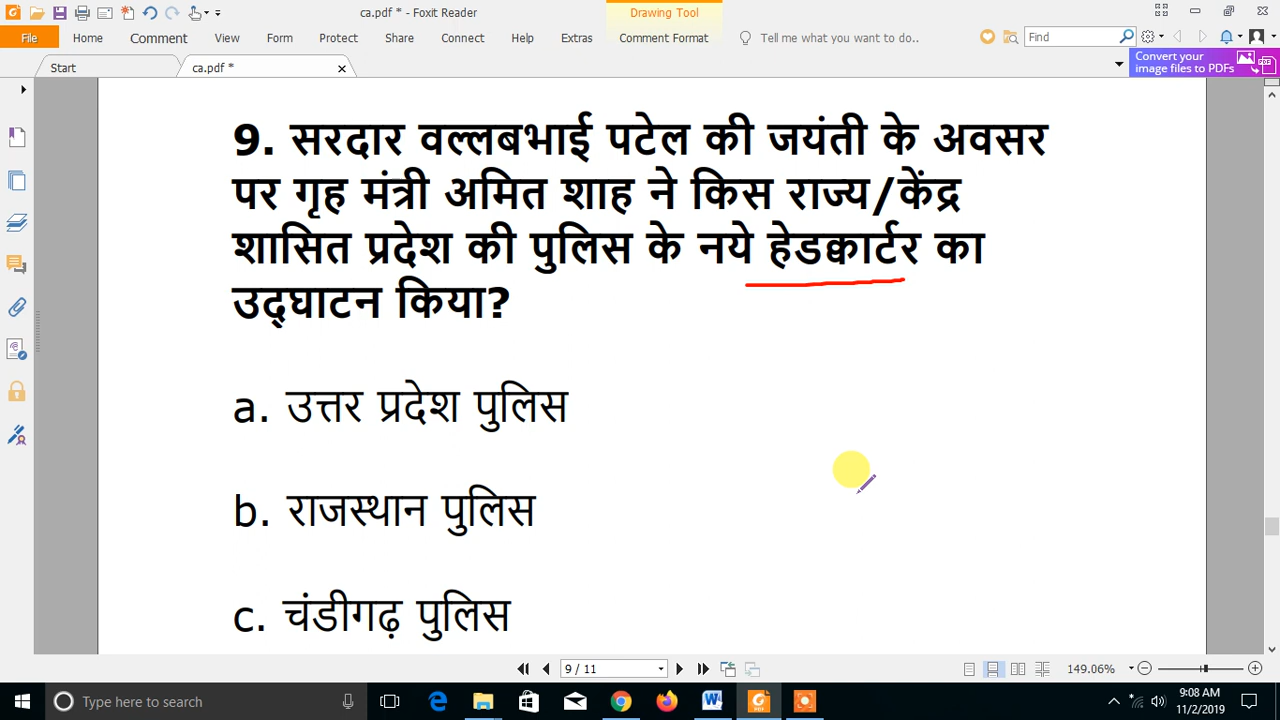 ca.pdf * - Foxit Reader
Drawing Tool
File Home Comment View Form Protect Share Connect Help Extras Comment Format Tell me what you want to do.. Find
Start ca.pdf *
Convert your
image files to PDFs
9. सरदार वल्लबभाई पटेल की जयंती के अवसर
पर गृह मंत्री अमित शाह ने किस राज्य/केंद्र
शासित प्रदेश की पुलिस के नये हेडक्वार्टर का
उद्घाटन किया?
a. उत्तर प्रदेश पुलिस
b. राजस्थान पुलिस
c. चंडीगढ़ पुलिस
9 / 11 149.06%
Type here to search
9:08 AM
11/2/2019